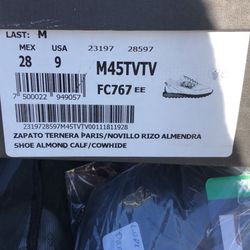 LAST: M
MEX USA 23197 28597
28 9 M45TVTV
FC767 EE
7 500022 949057
2319728597M45TVTV00111811928
ZAPATO TERNERA PARIS/NOVILLO RIZO ALMENDRA
SHOE ALMOND CALF/COWHIDE